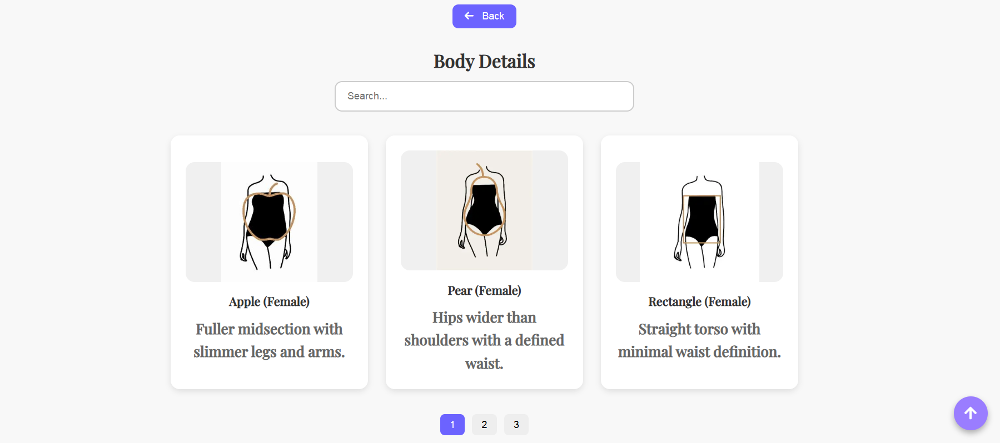 Back
Body Details
Search...
Apple (Female)
Fuller midsection with
slimmer legs and arms.
Pear (Female)
Hips wider than
shoulders with a defined
waist.
Rectangle (Female)
Straight torso with
minimal waist definition.
1 2 3